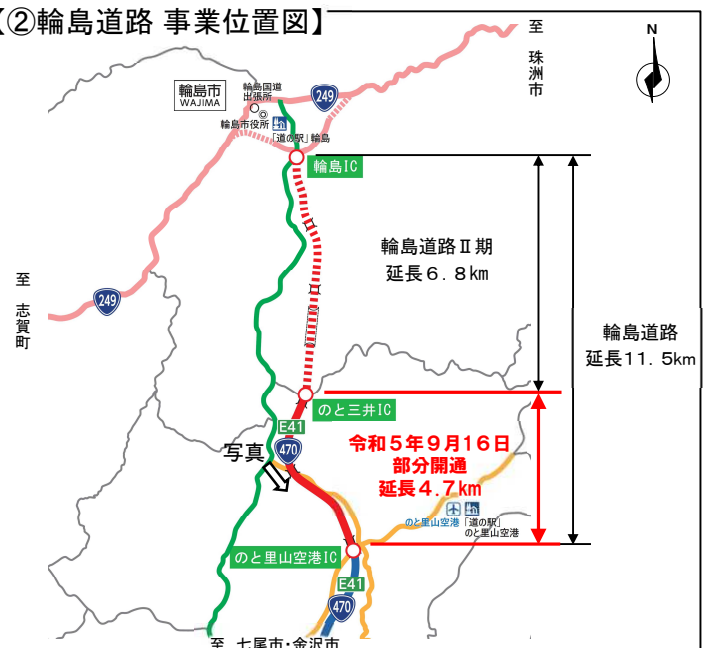 【②輪島道路 事業位置図】
至
珠洲市
N
輪島市
WAJIMA
輪島国道
出張所
249
輪島市役所
「道の駅」輪島
輪島IC
輪島道路Ⅱ期
延長6.8km
至
志賀町
249
輪島道路
延長11.5km
のと三井IC
E41
470
写真
令和5年9月16日
部分開通
延長4.7km
のと里山空港
「道の駅」
のと里山空港
のと里山空港IC
E41
470
至 七尾市・金沢市